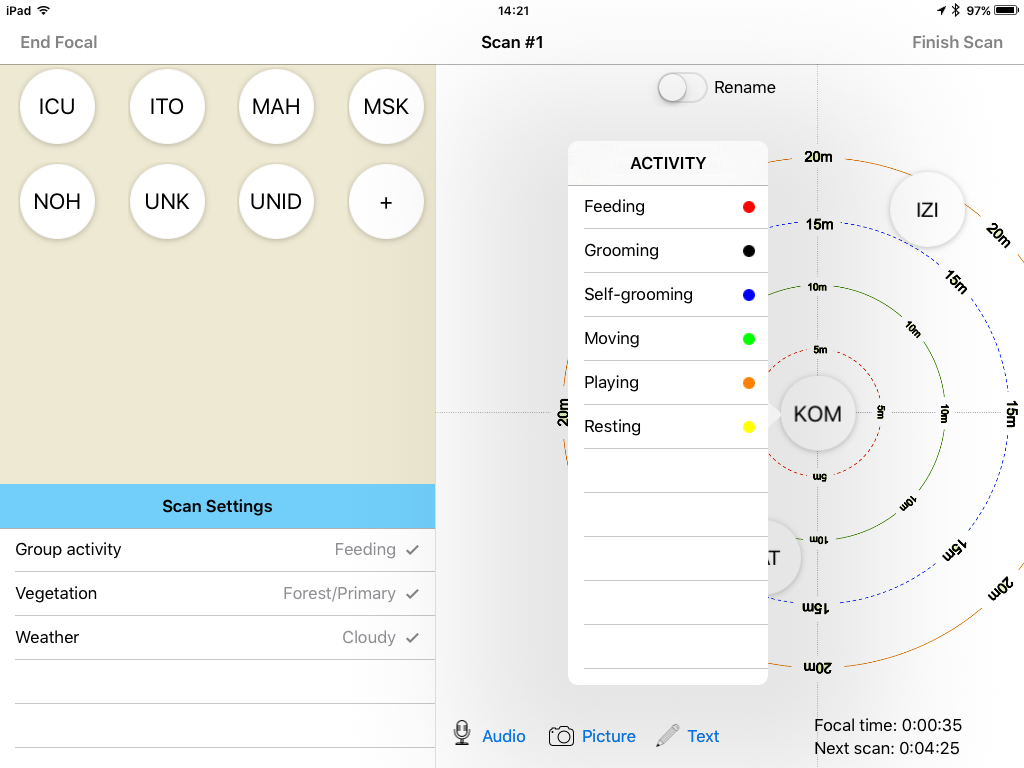 iPad 14:21 97%
End Focal Scan #1 Finish Scan
ICU ITO MAH MSK
NOH UNK UNID +
Rename
ACTIVITY
Feeding
Grooming
Self-grooming
Moving
Playing
Resting
20m
15m
10m
5m
IZI
20m
15m
10m
20m
KOM
5m
10m
15m
5m
10m
15m
20m
AT
10m
15m
20m
Scan Settings
Group activity Feeding
Vegetation Forest/Primary
Weather Cloudy
Audio Picture Text
Focal time: 0:00:35
Next scan: 0:04:25